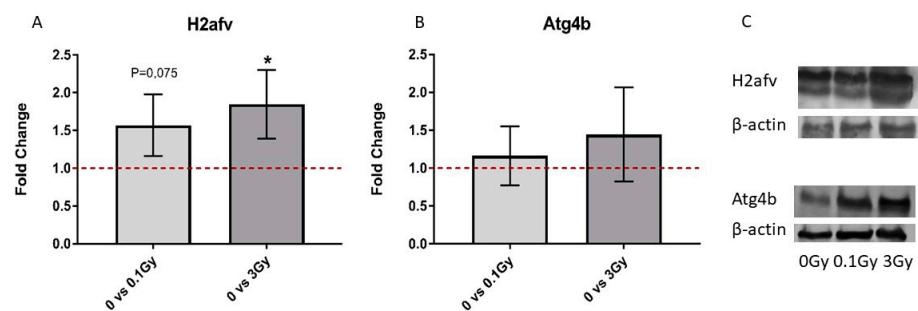 A
H2afv
Fold Change
2.5
2.0
1.5
1.0
0.5
0.0
P=0,075
*
0 vs 0.1Gy
0 vs 3Gy
B
Atg4b
Fold Change
2.5
2.0
1.5
1.0
0.5
0.0
0 vs 0.1Gy
0 vs 3Gy
C
H2afv
β-actin
Atg4b
β-actin
0Gy 0.1Gy 3Gy